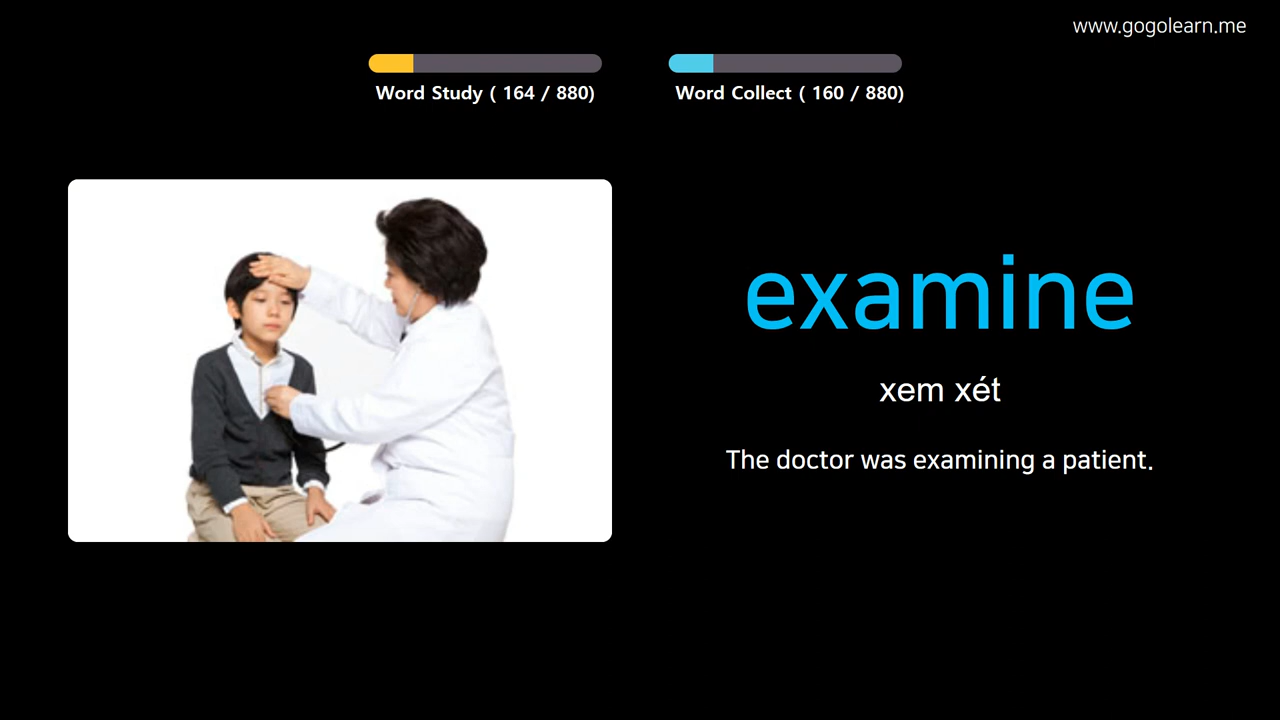 www.gogolearn.me
Word Study ( 164 / 880)
Word Collect ( 160 / 880)
examine
xem xét
The doctor was examining a patient.